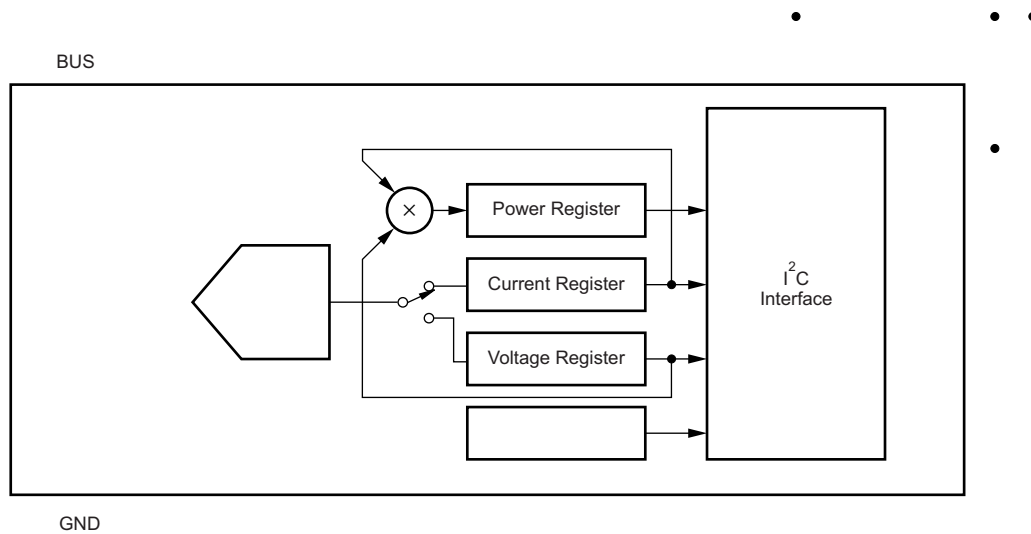 BUS
×
Power Register
Current Register
Voltage Register
I²C
Interface
GND